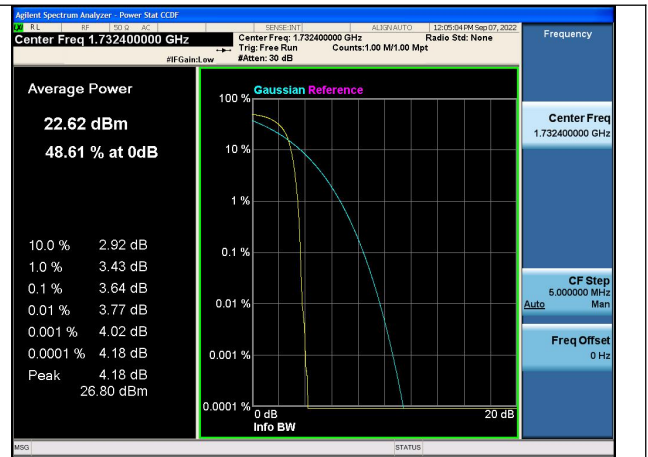 Agilent Spectrum Analyzer - Power Stat CCDF
RL RF 50 Ω AC SENSE:INT ALIGN AUTO 12:05:04 PM Sep 07, 2022
Center Freq 1.732400000 GHz
Center Freq: 1.732400000 GHz Radio Std: None
Trig: Free Run Counts:1.00 M/1.00 Mpt
#IFGain:Low #Atten: 30 dB
Frequency
Average Power
22.62 dBm
48.61 % at 0dB
10.0 % 2.92 dB
1.0 % 3.43 dB
0.1 % 3.64 dB
0.01 % 3.77 dB
0.001 % 4.02 dB
0.0001 % 4.18 dB
Peak 4.18 dB
26.80 dBm
Gaussian Reference
100 %
10 %
1 %
0.1 %
0.01 %
0.001 %
0.0001 %
0 dB 20 dB
Info BW
Center Freq
1.732400000 GHz
CF Step
5.000000 MHz
Auto Man
Freq Offset
0 Hz
MSG STATUS